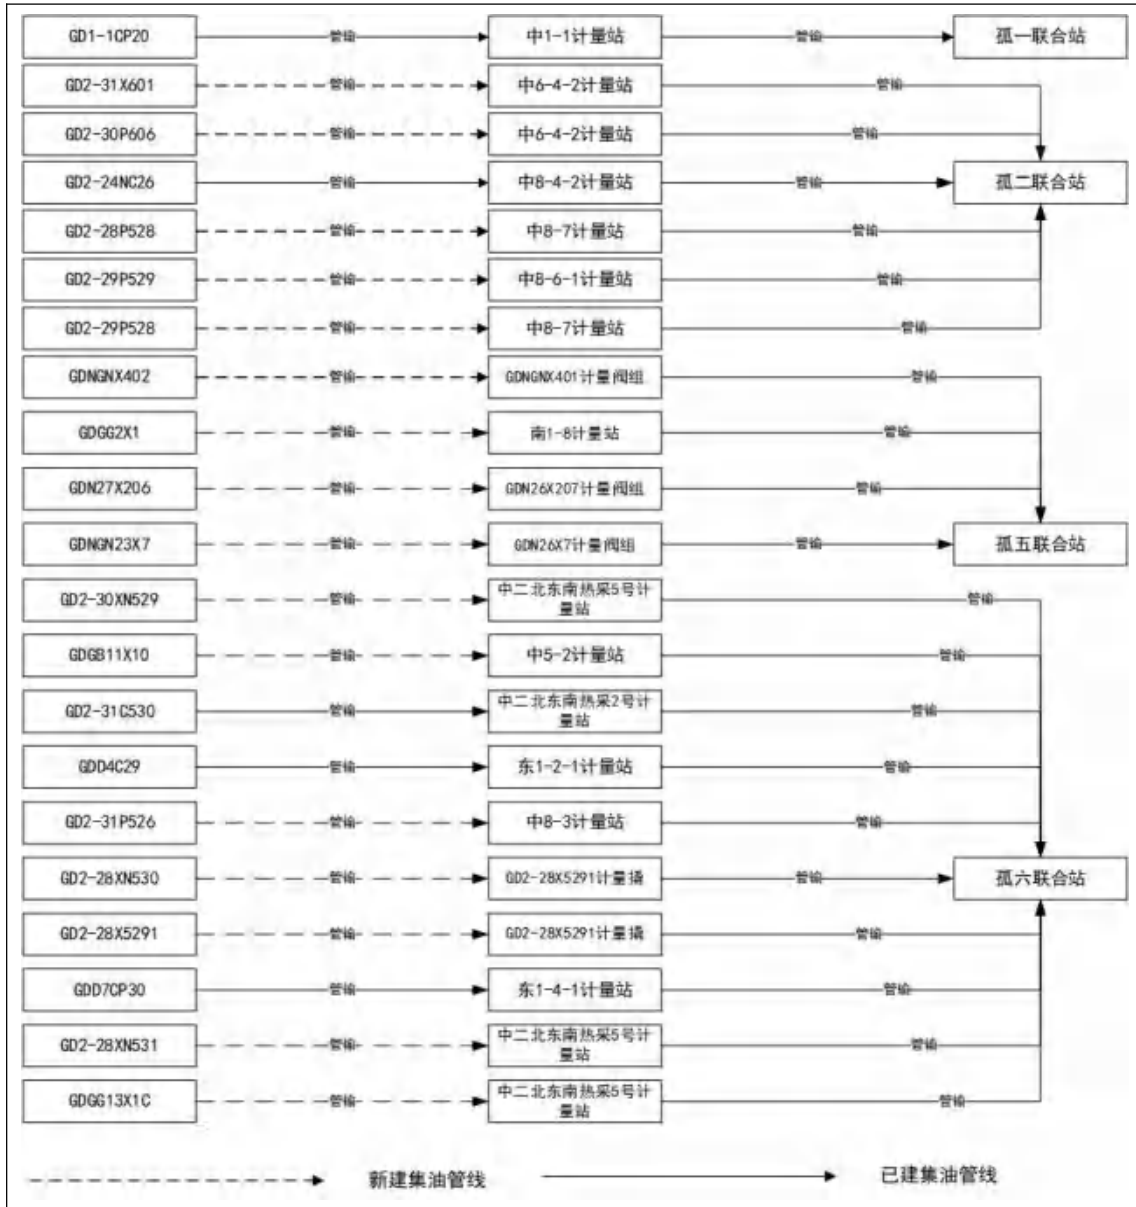 GD1-1CP20 管输 中1-1计量站 管输 孤一联合站
GD2-31X601 管输 中6-4-2计量站 管输
GD2-30P606 管输 中6-4-2计量站 管输
GD2-24NC26 管输 中8-4-2计量站 管输 孤二联合站
GD2-28P528 管输 中8-7计量站 管输
GD2-29P529 管输 中8-6-1计量站 管输
GD2-29P528 管输 中8-7计量站 管输
GDNGNX402 管输 GDNGNX401计量阀组 管输
GDGG2X1 管输 南1-8计量站 管输
GDN27X206 管输 GDN26X207计量阀组 管输
GDNGN23X7 管输 GDN26X7计量阀组 管输 孤五联合站
GD2-30XN529 管输 中二北东南热采5号计
量站 管输
GDGB11X10 管输 中5-2计量站 管输
GD2-31C530 管输 中二北东南热采2号计
量站 管输
GDD4C29 管输 东1-2-1计量站 管输
GD2-31P526 管输 中8-3计量站 管输
GD2-28XN530 管输 GD2-28X5291计量撬 管输 孤六联合站
GD2-28X5291 管输 GD2-28X5291计量撬 管输
GDD7CP30 管输 东1-4-1计量站 管输
GD2-28XN531 管输 中二北东南热采5号计
量站 管输
GDGG13X1C 管输 中二北东南热采5号计
量站 管输
新建集油管线 已建集油管线